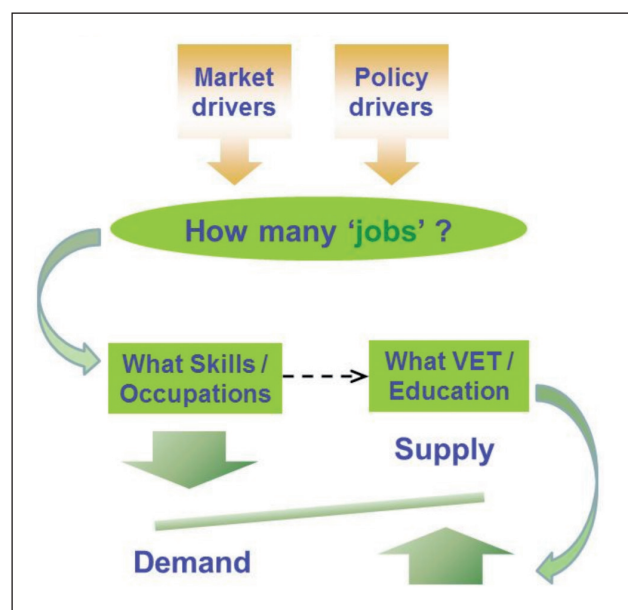 Market
drivers
Policy
drivers
How many ‘jobs’ ?
What Skills /
Occupations
What VET /
Education
Supply
Demand